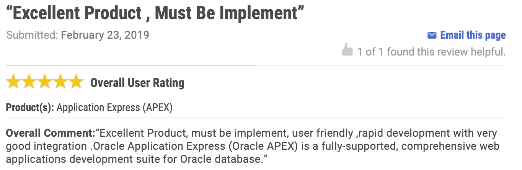 “Excellent Product , Must Be Implement”
Submitted: February 23, 2019
Email this page
1 of 1 found this review helpful.
Overall User Rating
Product(s): Application Express (APEX)
Overall Comment:“Excellent Product, must be implement, user friendly ,rapid development with very
good integration .Oracle Application Express (Oracle APEX) is a fully-supported, comprehensive web
applications development suite for Oracle database.”